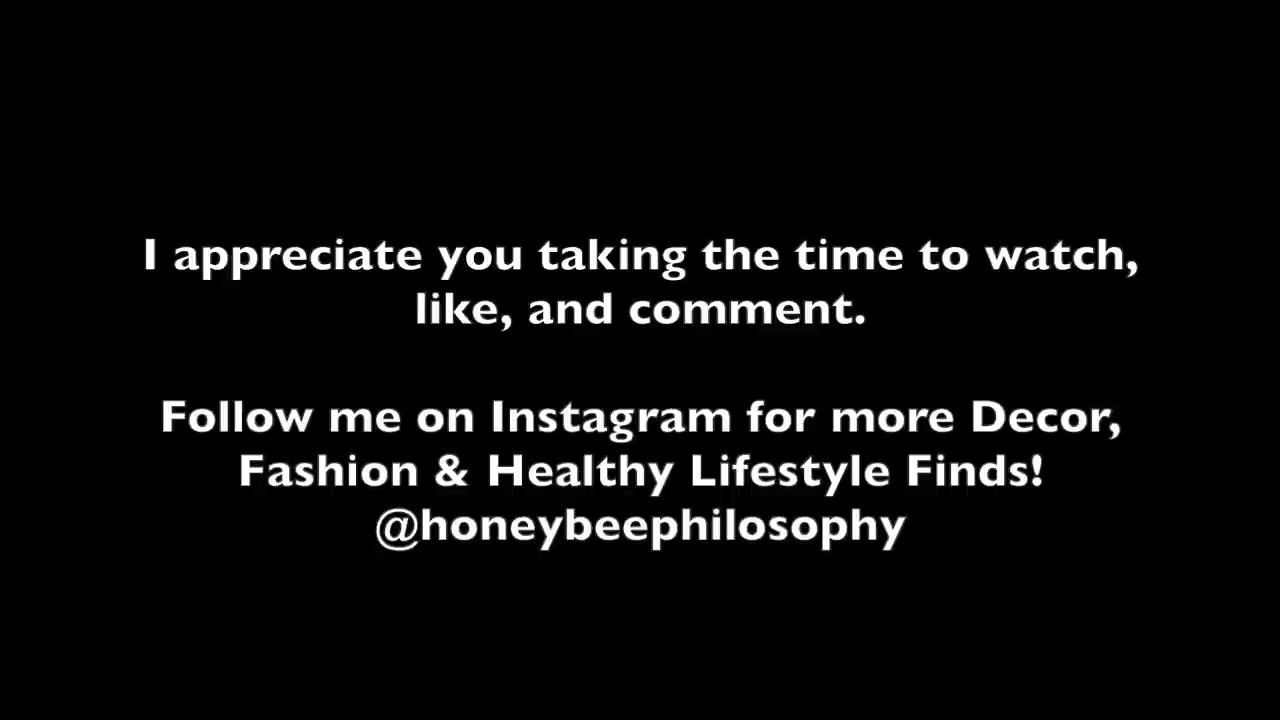 I appreciate you taking the time to watch,
like, and comment.
Follow me on Instagram for more Decor,
Fashion & Healthy Lifestyle Finds!
@honeybeephilosophy